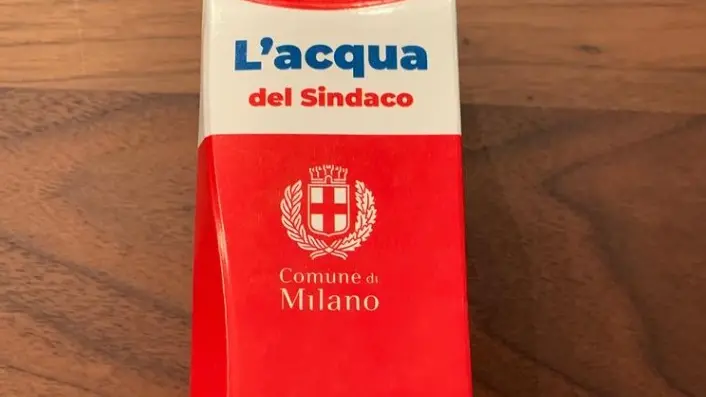 L'acqua
del Sindaco
Comune di
Milano